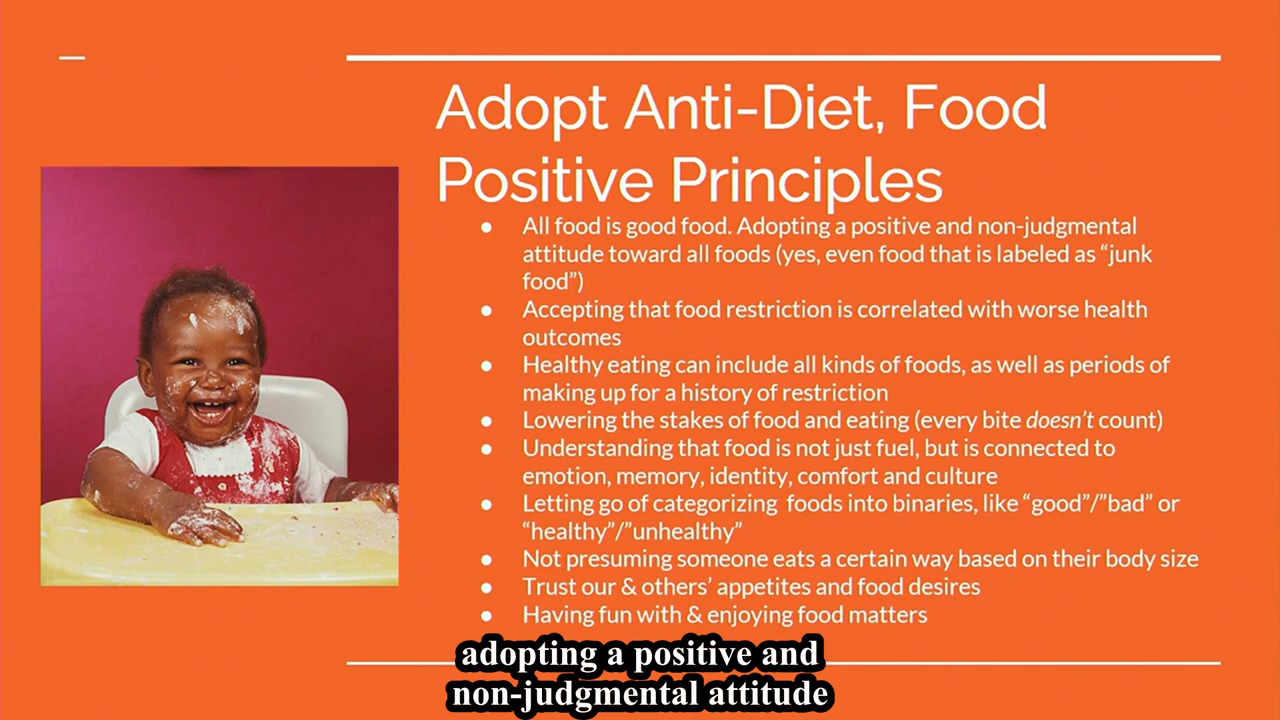 Adopt Anti-Diet, Food
Positive Principles
● All food is good food. Adopting a positive and non-judgmental
attitude toward all foods (yes, even food that is labeled as “junk
food”)
● Accepting that food restriction is correlated with worse health
outcomes
● Healthy eating can include all kinds of foods, as well as periods of
making up for a history of restriction
● Lowering the stakes of food and eating (every bite doesn’t count)
● Understanding that food is not just fuel, but is connected to
emotion, memory, identity, comfort and culture
● Letting go of categorizing  foods into binaries, like “good”/”bad” or
“healthy”/”unhealthy”
● Not presuming someone eats a certain way based on their body size
● Trust our & others’ appetites and food desires
● Having fun with & enjoying food matters
adopting a positive and
non-judgmental attitude